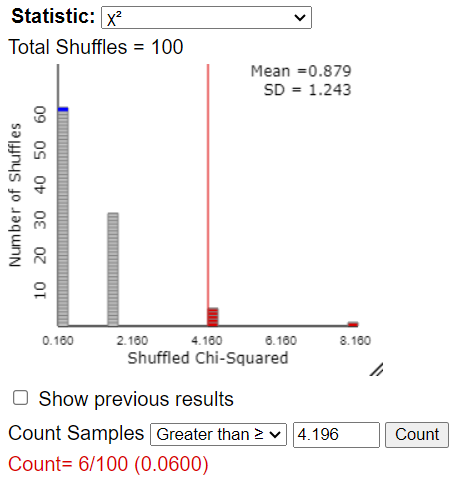 Statistic: χ²
Total Shuffles = 100
Mean =0.879
SD = 1.243
Number of Shuffles
60
50
40
30
20
10
0.160 2.160 4.160 6.160 8.160
Shuffled Chi-Squared
Show previous results
Count Samples Greater than ≥ 4.196 Count
Count= 6/100 (0.0600)